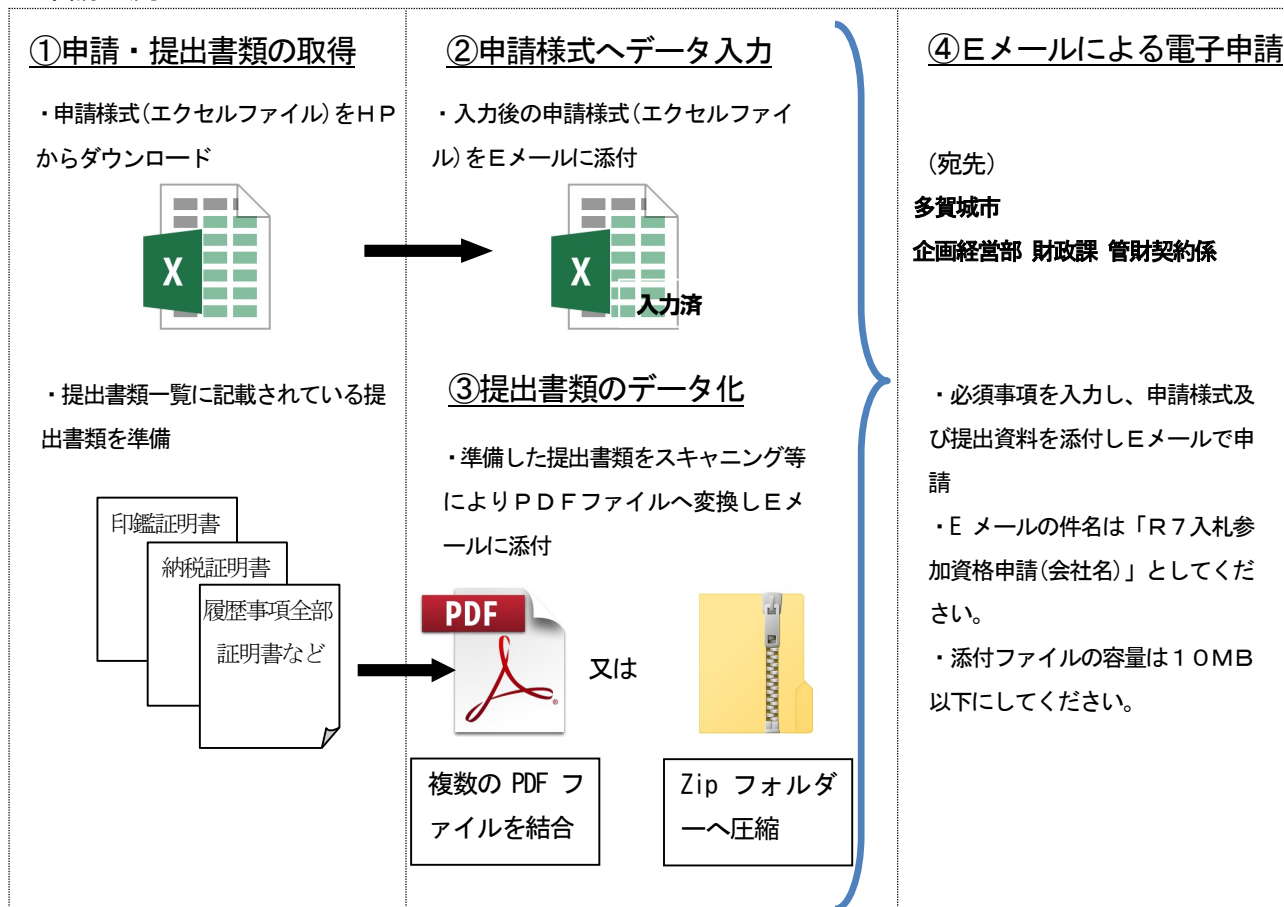 ①申請・提出書類の取得
・申請様式(エクセルファイル)をＨＰ
からダウンロード
X
・提出書類一覧に記載されている提
出書類を準備
印鑑証明書
納税証明書
履歴事項全部
証明書など
②申請様式へデータ入力
・入力後の申請様式(エクセルファイ
ル)をＥメールに添付
X
入力済
③提出書類のデータ化
・準備した提出書類をスキャニング等
によりＰＤＦファイルへ変換しＥメ
ールに添付
PDF
又は
複数の PDF フ
ァイルを結合
Zip フォルダ
ーへ圧縮
④Ｅメールによる電子申請
（宛先）
多賀城市
企画経営部 財政課 管財契約係
・必須事項を入力し、申請様式及
び提出資料を添付しＥメールで申
請
・E メールの件名は「Ｒ７入札参
加資格申請(会社名)」としてくだ
さい。
・添付ファイルの容量は１０ＭＢ
以下にしてください。